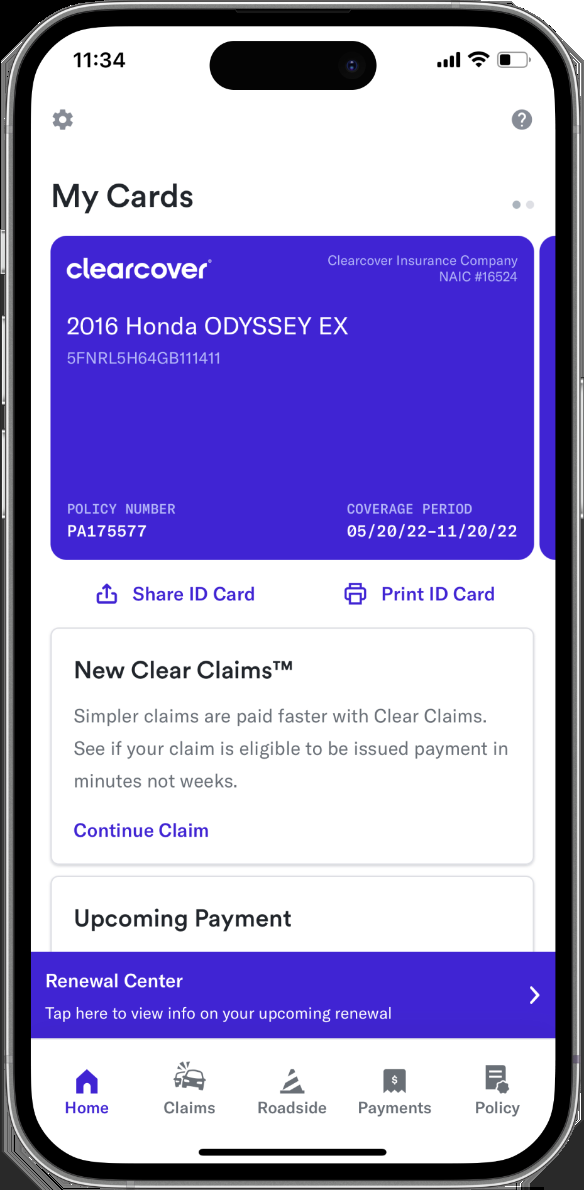 11:34
My Cards
clearcover
Clearcover Insurance Company
NAIC #16524
2016 Honda ODYSSEY EX
5FNRL5H64GB111411
POLICY NUMBER
PA175577
COVERAGE PERIOD
05/20/22-11/20/22
Share ID Card
Print ID Card
New Clear Claims™
Simpler claims are paid faster with Clear Claims.
See if your claim is eligible to be issued payment in
minutes not weeks.
Continue Claim
Upcoming Payment
Renewal Center
Tap here to view info on your upcoming renewal
Home
Claims
Roadside
Payments
Policy